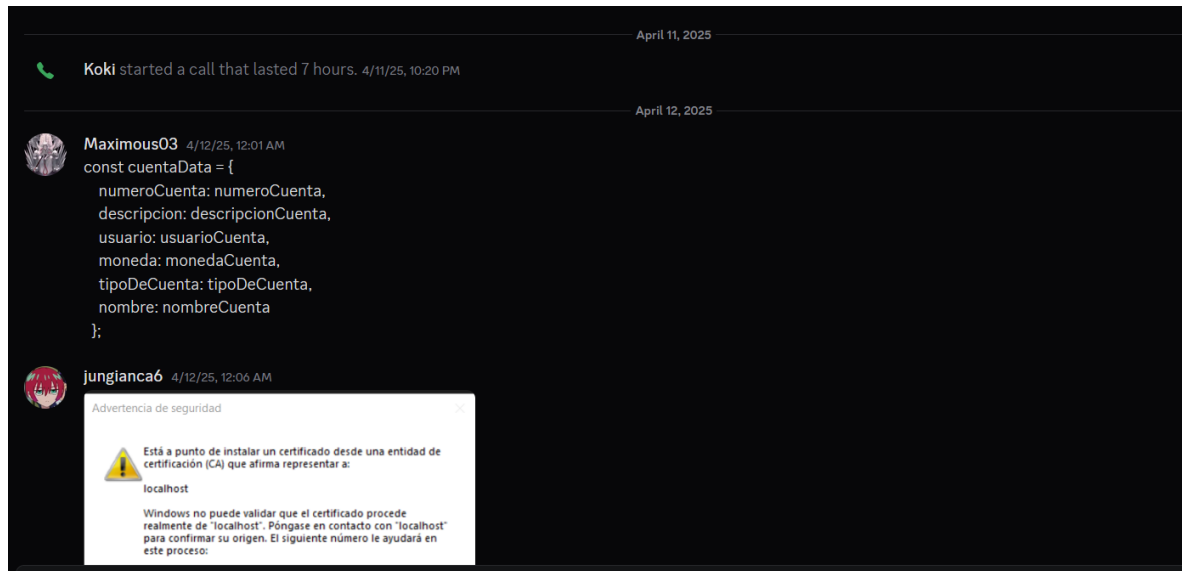 April 11, 2025
Koki started a call that lasted 7 hours. 4/11/25, 10:20 PM
April 12, 2025
Maximous03 4/12/25, 12:01 AM
const cuentaData = {
numeroCuenta: numeroCuenta,
descripcion: descripcionCuenta,
usuario: usuarioCuenta,
moneda: monedaCuenta,
tipoDeCuenta: tipoDeCuenta,
nombre: nombreCuenta
};
jungianca6 4/12/25, 12:06 AM
Advertencia de seguridad
Está a punto de instalar un certificado desde una entidad de
certificación (CA) que afirma representar a:
localhost
Windows no puede validar que el certificado procede
realmente de "localhost". Póngase en contacto con "localhost"
para confirmar su origen. El siguiente número le ayudará en
este proceso: